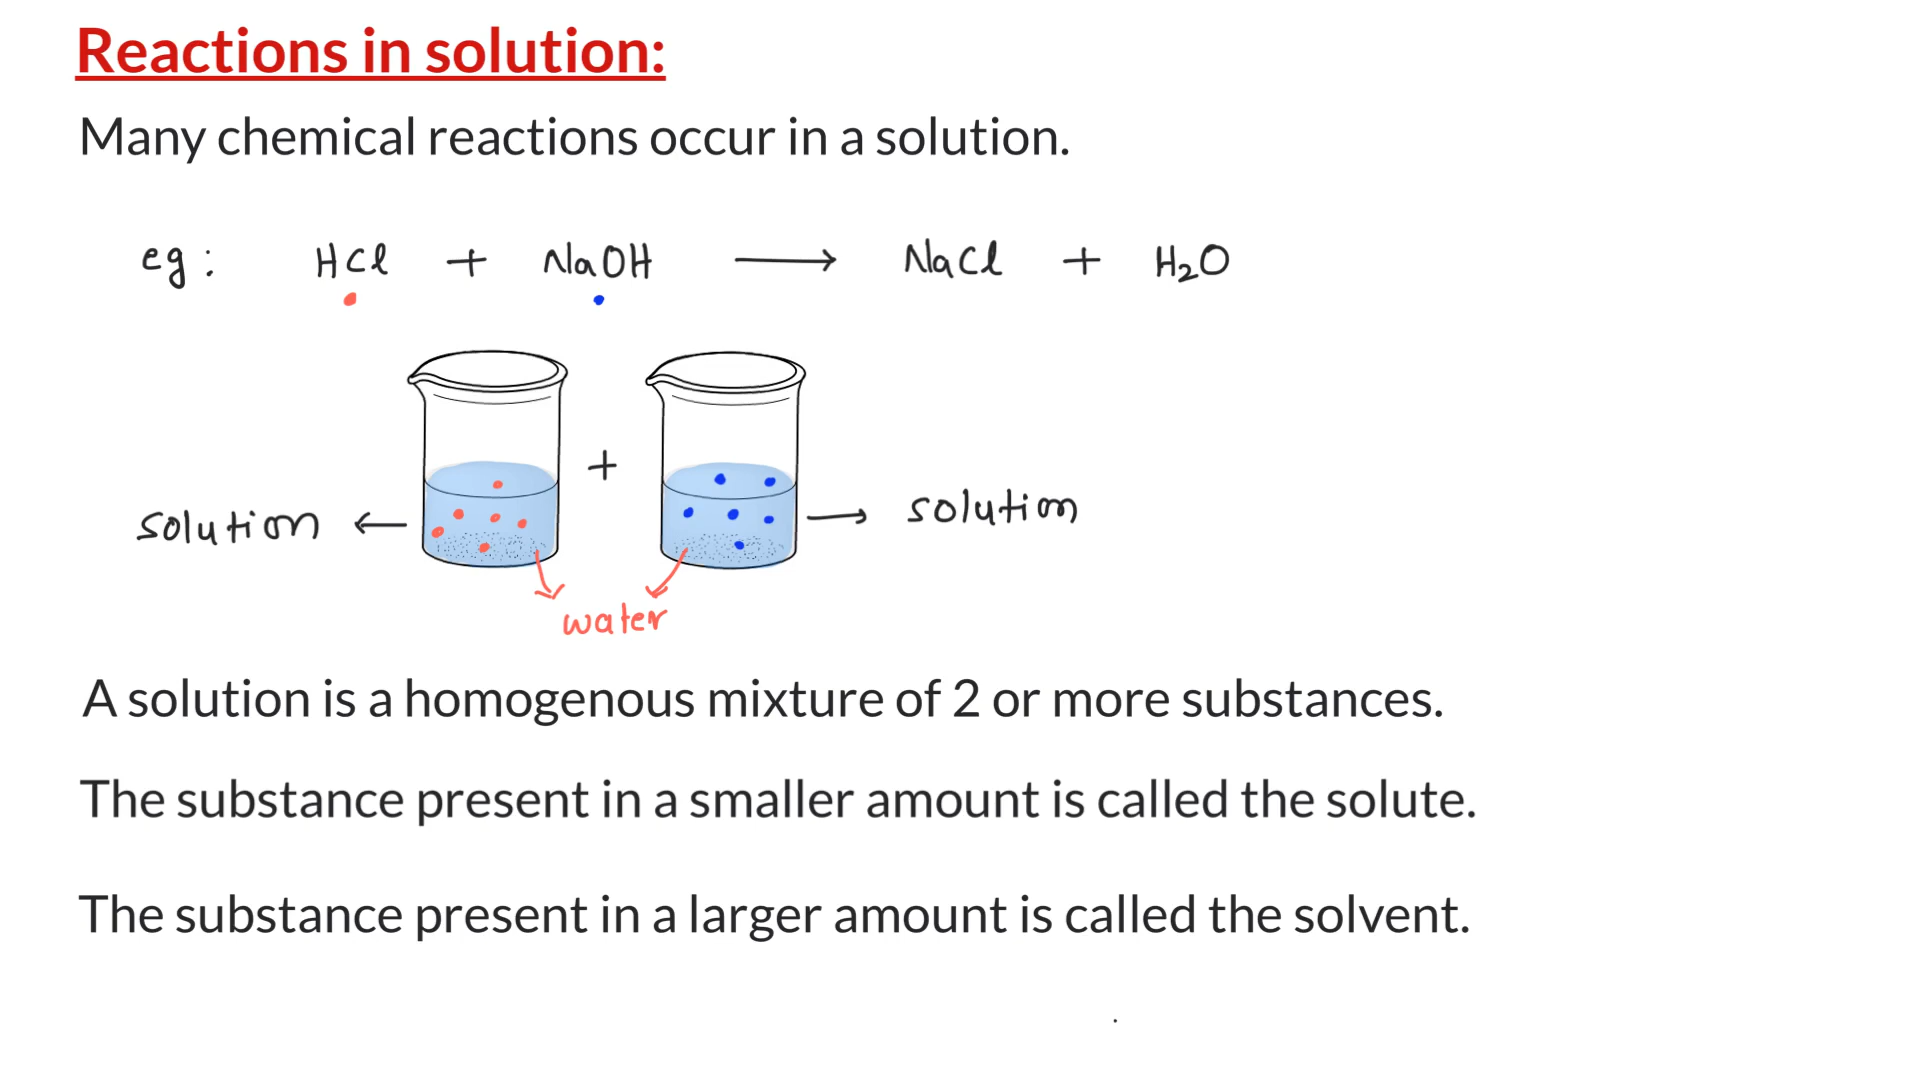 Reactions in solution:
Many chemical reactions occur in a solution.
eg: HCl + NaOH ⟶ NaCl + H₂O
+
solution ← → solution
water
A solution is a homogenous mixture of 2 or more substances.
The substance present in a smaller amount is called the solute.
The substance present in a larger amount is called the solvent.